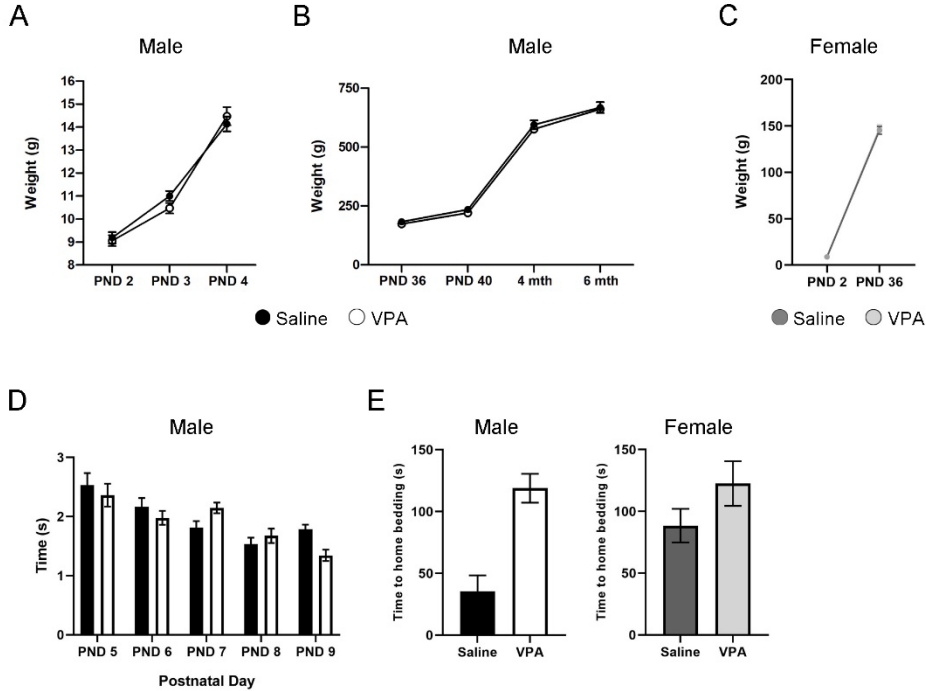 A
Male
Weight (g)
16
15
14
13
12
11
10
9
8
PND 2 PND 3 PND 4
B
Male
Weight (g)
750
500
250
0
PND 36 PND 40 4 mth 6 mth
Saline VPA
C
Female
Weight (g)
200
150
100
50
0
PND 2 PND 36
Saline VPA
D
Male
Time (s)
3
2
1
0
PND 5 PND 6 PND 7 PND 8 PND 9
Postnatal Day
E
Male
Time to home bedding (s)
150
100
50
0
Saline VPA
Female
Time to home bedding (s)
150
100
50
0
Saline VPA